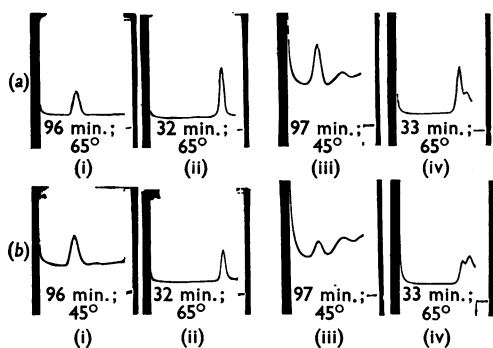 (a)
96 min.; 32 min.; 97 min.; 33 min.;
65° 65° 45° 65°
(i) (ii) (iii) (iv)
(b)
96 min.; 32 min.; 97 min.; 33 min.;
45° 65° 45° 65°
(i) (ii) (iii) (iv)